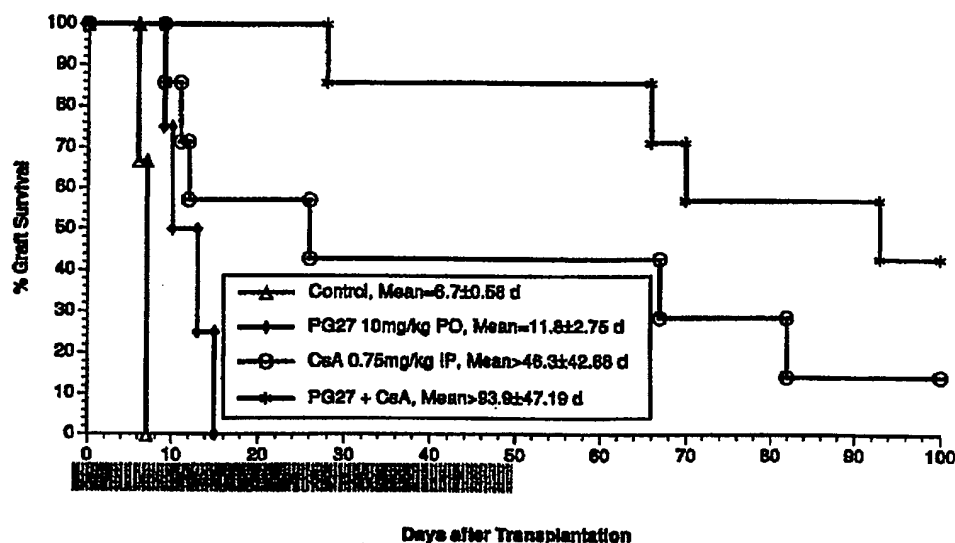 100
90
80
70
60
50
40
30
20
10
0
% Graft Survival
Control, Mean=6.7±0.58 d
PG27 10mg/kg PO, Mean=11.8±2.75 d
CsA 0.75mg/kg IP, Mean>46.3±42.68 d
PG27 + CsA, Mean>93.9±47.19 d
0 10 20 30 40 50 60 70 80 90 100
Days after Transplantation